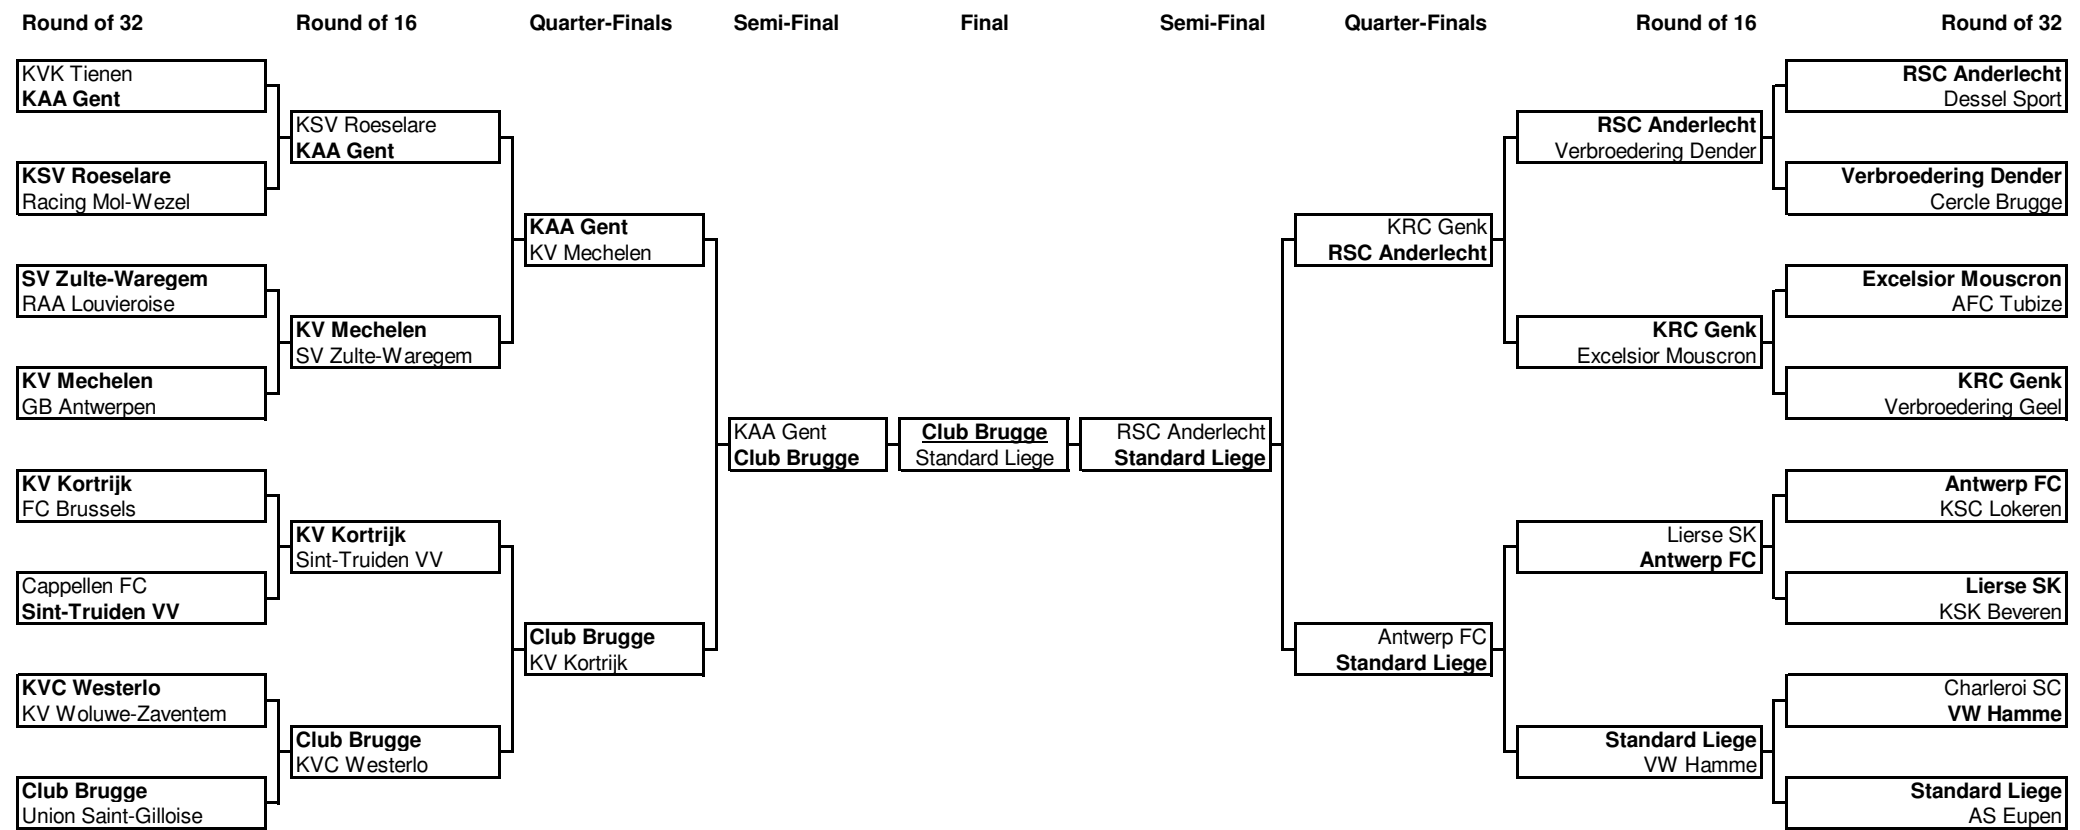 Round of 32
Round of 16
Quarter-Finals
Semi-Final
Final
Semi-Final
Quarter-Finals
Round of 16
Round of 32
KVK Tienen
KAA Gent
KSV Roeselare
Racing Mol-Wezel
SV Zulte-Waregem
RAA Louvieroise
KV Mechelen
GB Antwerpen
KV Kortrijk
FC Brussels
Cappellen FC
Sint-Truiden VV
KVC Westerlo
KV Woluwe-Zaventem
Club Brugge
Union Saint-Gilloise
KSV Roeselare
KAA Gent
KV Mechelen
SV Zulte-Waregem
KV Kortrijk
Sint-Truiden VV
Club Brugge
KVC Westerlo
KAA Gent
KV Mechelen
Club Brugge
KV Kortrijk
KAA Gent
Club Brugge
Club Brugge
Standard Liege
RSC Anderlecht
Standard Liege
KRC Genk
RSC Anderlecht
Antwerp FC
Standard Liege
RSC Anderlecht
Verbroedering Dender
KRC Genk
Excelsior Mouscron
Lierse SK
Antwerp FC
Standard Liege
VW Hamme
RSC Anderlecht
Dessel Sport
Verbroedering Dender
Cercle Brugge
Excelsior Mouscron
AFC Tubize
KRC Genk
Verbroedering Geel
Antwerp FC
KSC Lokeren
Lierse SK
KSK Beveren
Charleroi SC
VW Hamme
Standard Liege
AS Eupen